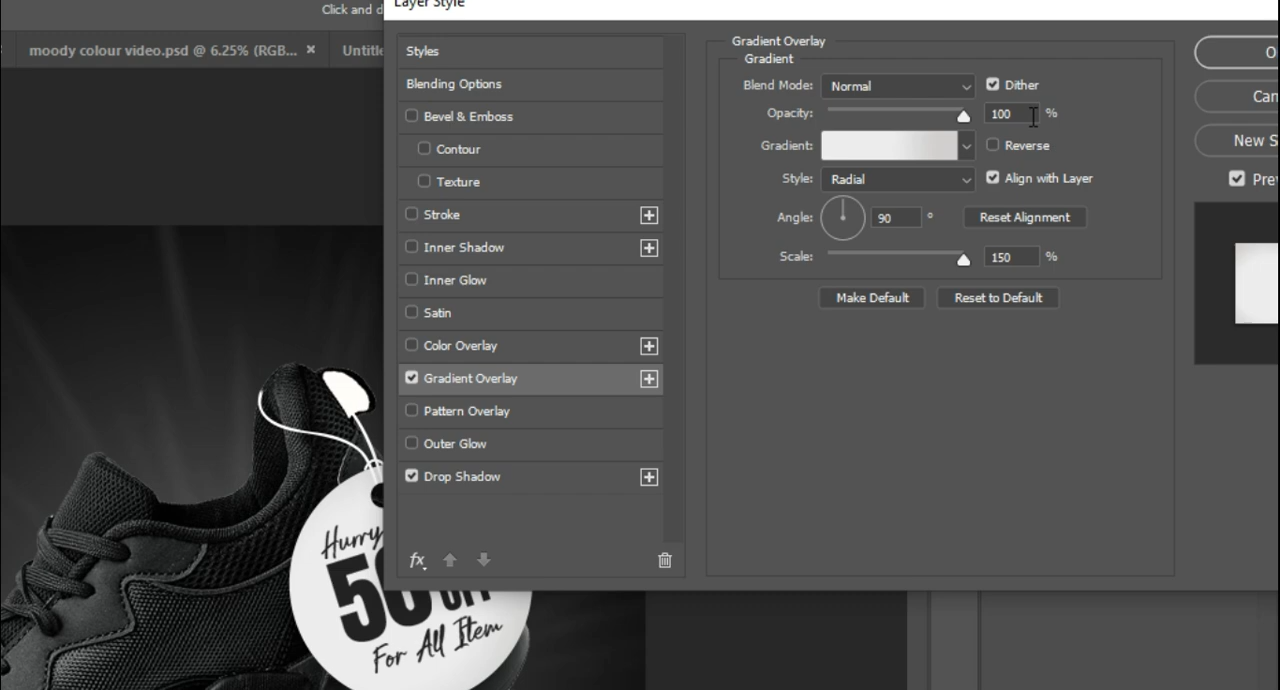 Click and d
Layer Style
moody colour video.psd @ 6.25% (RGB... ×
Untitle
Styles
Blending Options
Bevel & Emboss
Contour
Texture
Stroke
Inner Shadow
Inner Glow
Satin
Color Overlay
Gradient Overlay
Pattern Overlay
Outer Glow
Drop Shadow
fx
Gradient Overlay
Gradient
Blend Mode: Normal Dither
Opacity: 100 %
Gradient: Reverse
Style: Radial Align with Layer
Angle: 90 ° Reset Alignment
Scale: 150 %
Make Default Reset to Default
O
Can
New S
Pre
Hurry
50% Off
For All Item